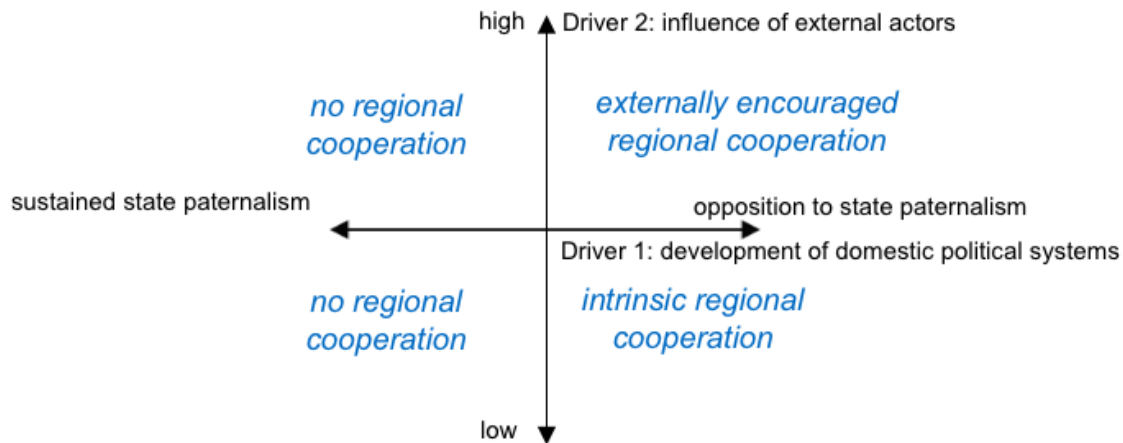 high
Driver 2: influence of external actors
no regional
cooperation
externally encouraged
regional cooperation
sustained state paternalism
opposition to state paternalism
Driver 1: development of domestic political systems
no regional
cooperation
intrinsic regional
cooperation
low